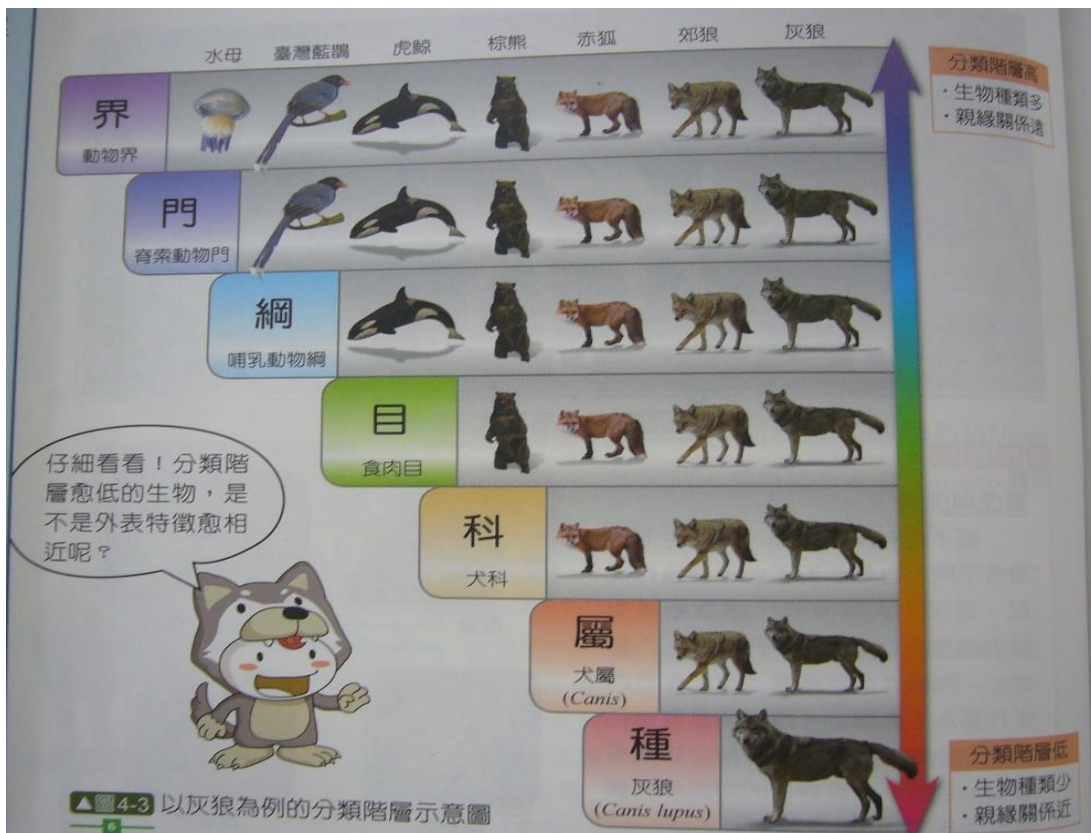 水母 臺灣藍鵲 虎鯨 棕熊 赤狐 郊狼 灰狼
分類階層高
・生物種類多
・親緣關係遠
界
動物界
門
脊索動物門
綱
哺乳動物綱
目
食肉目
仔細看看！分類階
層愈低的生物，是
不是外表特徵愈相
近呢？
科
犬科
屬
犬屬
(Canis)
種
灰狼
(Canis lupus)
分類階層低
・生物種類少
・親緣關係近
▲圖4-3 以灰狼為例的分類階層示意圖